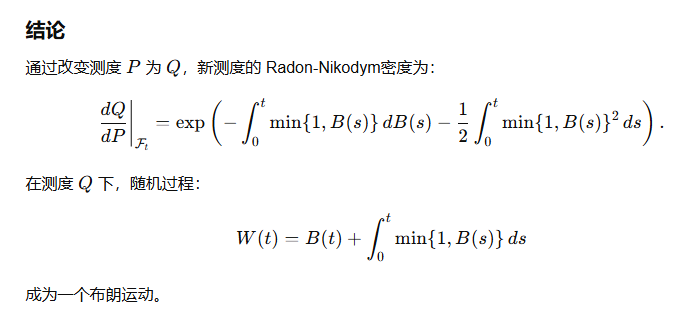 结论
通过改变测度 P 为 Q，新测度的 Radon-Nikodym密度为：
$$\left.\frac{dQ}{dP}\right|_{\mathcal{F}_t} = \exp\left(-\int_0^t \min\{1, B(s)\}\, dB(s) - \frac{1}{2}\int_0^t \min\{1, B(s)\}^2\, ds\right).$$
在测度 Q 下，随机过程：
$$W(t) = B(t) + \int_0^t \min\{1, B(s)\}\, ds$$
成为一个布朗运动。